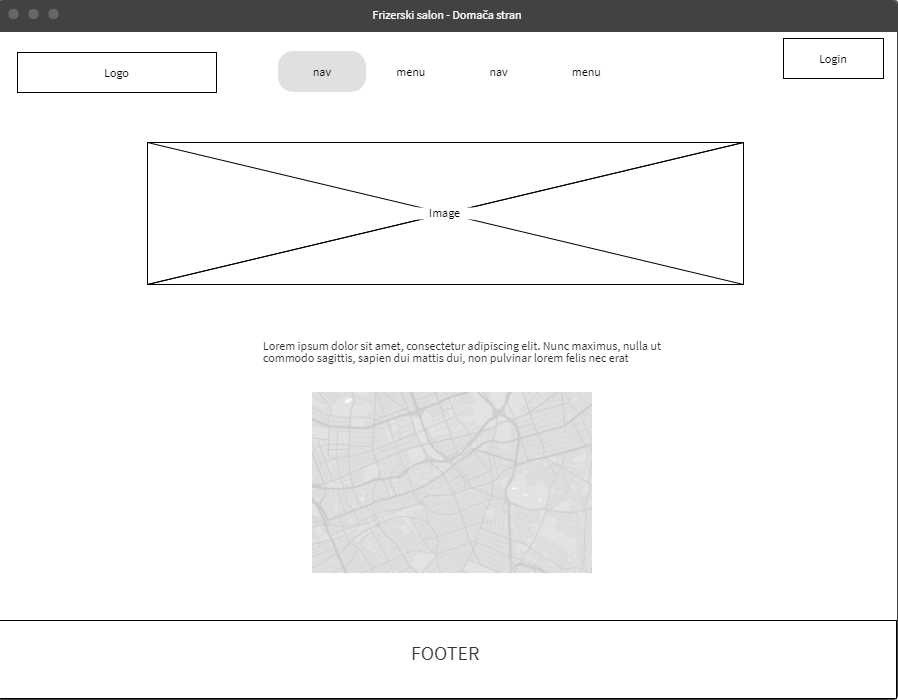 Frizerski salon - Domača stran
Logo
nav
menu
nav
menu
Login
Image
Lorem ipsum dolor sit amet, consectetur adipiscing elit. Nunc maximus, nulla ut
commodo sagittis, sapien dui mattis dui, non pulvinar lorem felis nec erat
FOOTER